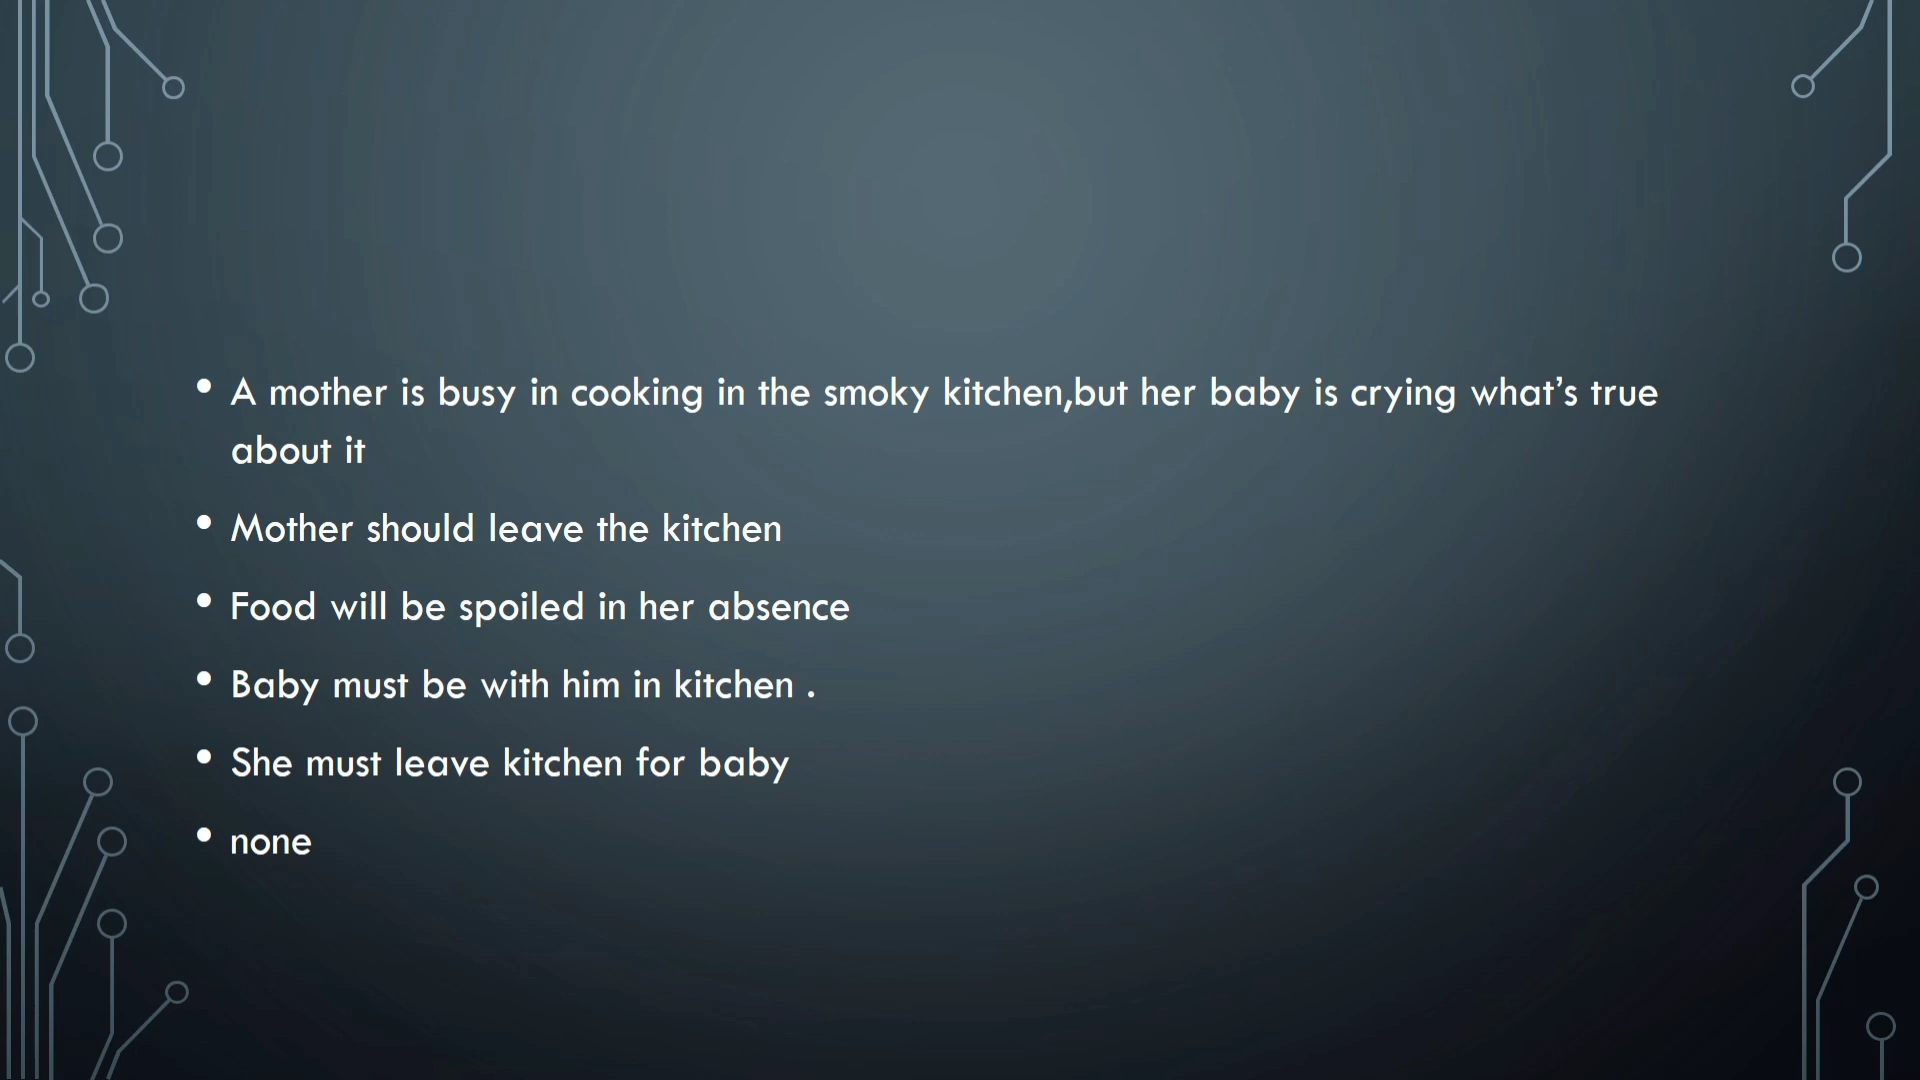 • A mother is busy in cooking in the smoky kitchen,but her baby is crying what’s true
about it
• Mother should leave the kitchen
• Food will be spoiled in her absence
• Baby must be with him in kitchen .
• She must leave kitchen for baby
• none